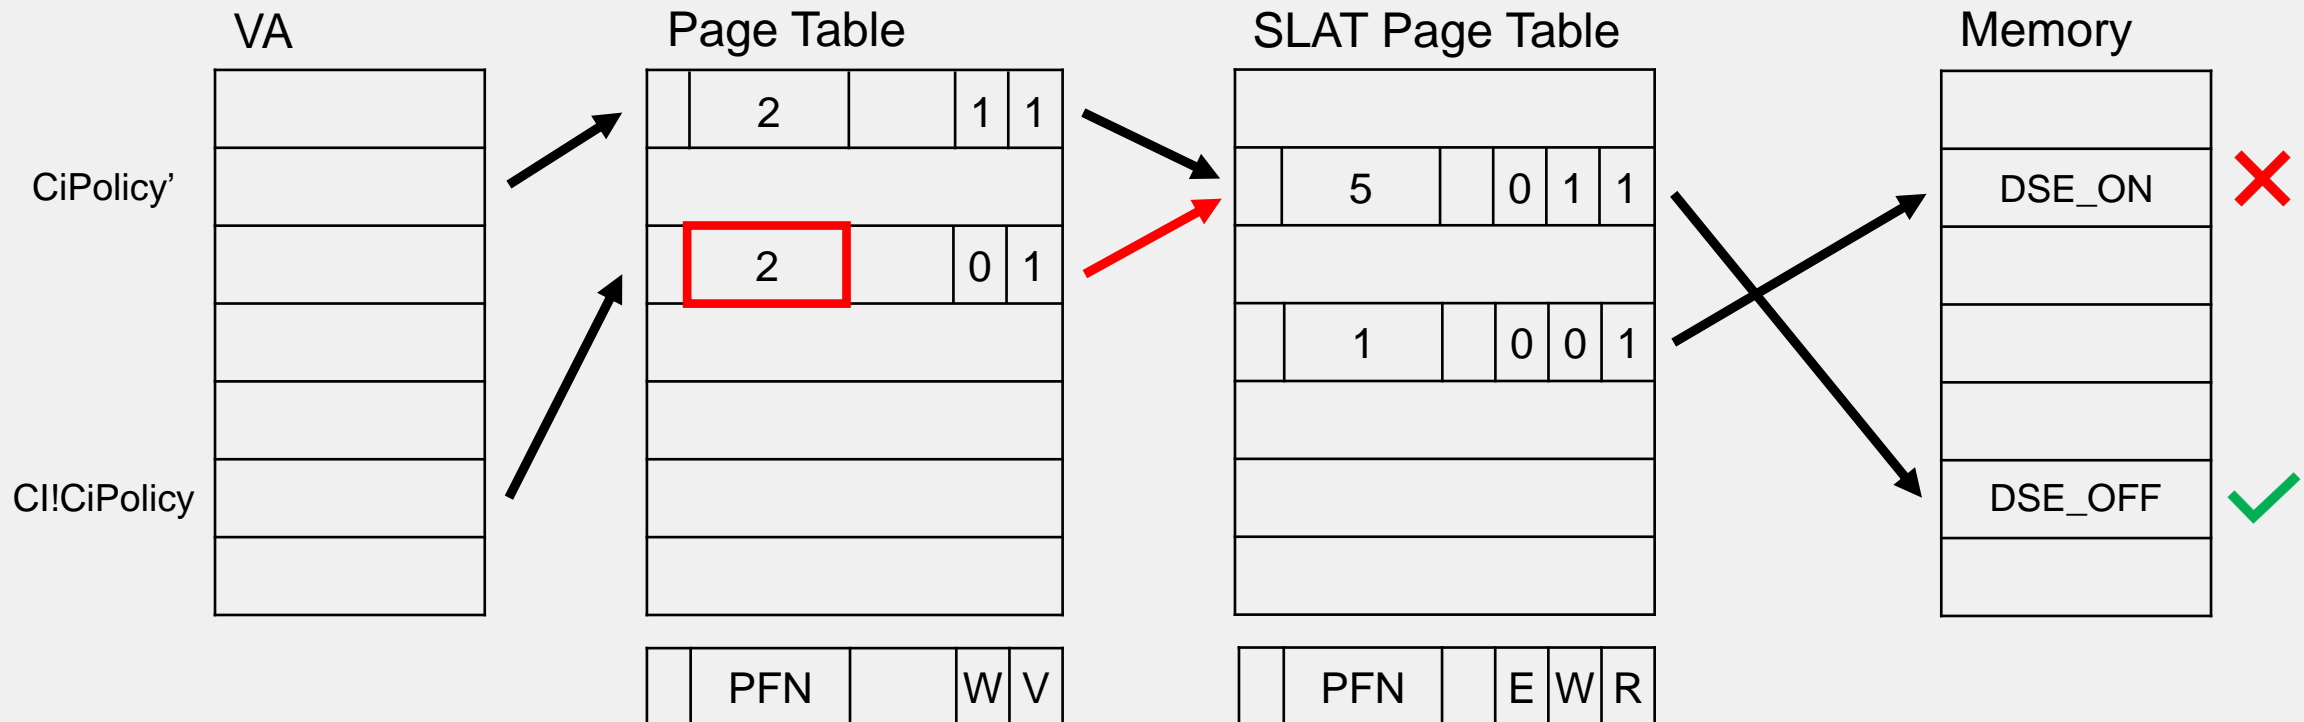 VA Page Table SLAT Page Table Memory
2 1 1
CiPolicy’ 5 0 1 1 DSE_ON
2 0 1
1 0 0 1
CI!CiPolicy DSE_OFF
PFN W V PFN E W R